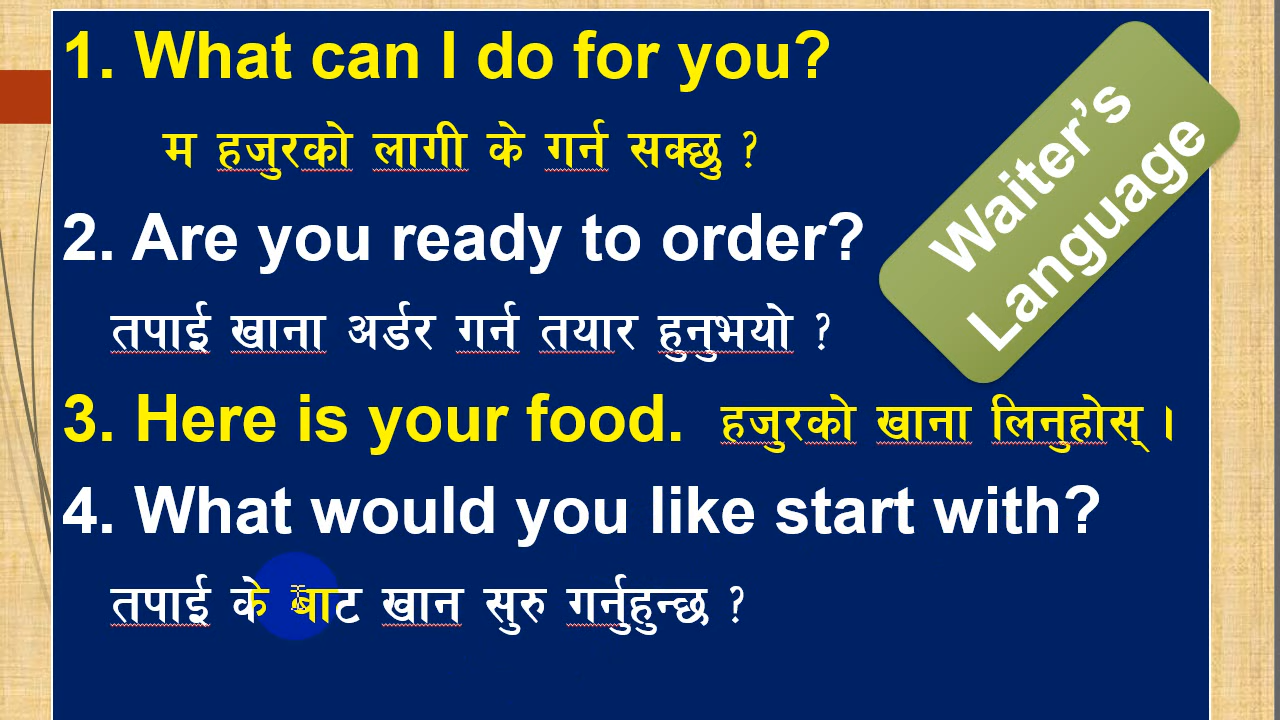 1. What can I do for you?
म हजुरको लागी के गर्न सक्छु ?
2. Are you ready to order?
तपाई खाना अर्डर गर्न तयार हुनुभयो ?
3. Here is your food. हजुरको खाना लिनुहोस् ।
4. What would you like start with?
तपाई के बाट खान सुरु गर्नुहुन्छ ?
Waiter's
Language